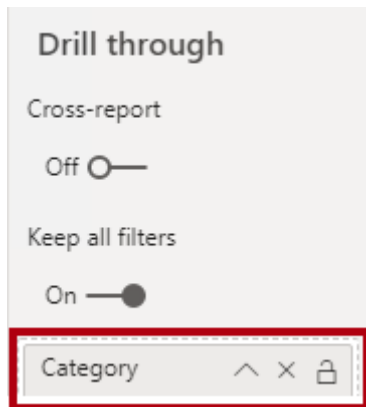 Drill through
Cross-report
Off
Keep all filters
On
Category